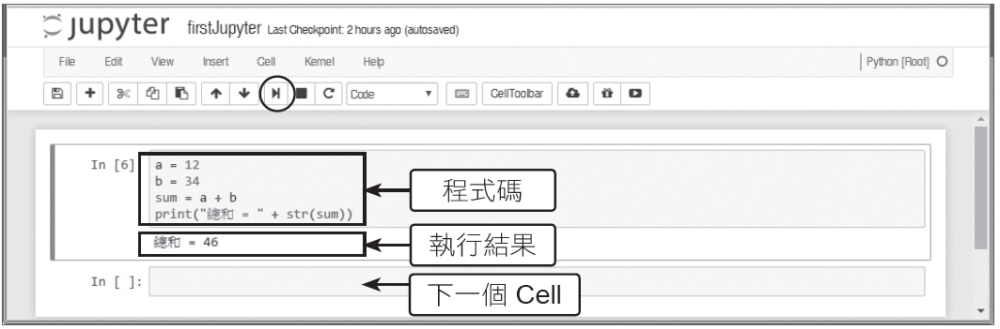 jupyter firstJupyter Last Checkpoint: 2 hours ago (autosaved)
File Edit View Insert Cell Kernel Help Python [Root]
Code CellToolbar
In [6] a = 12
b = 34
sum = a + b
print("總和 = " + str(sum))
程式碼
總和 = 46
執行結果
In [ ]:
下一個 Cell